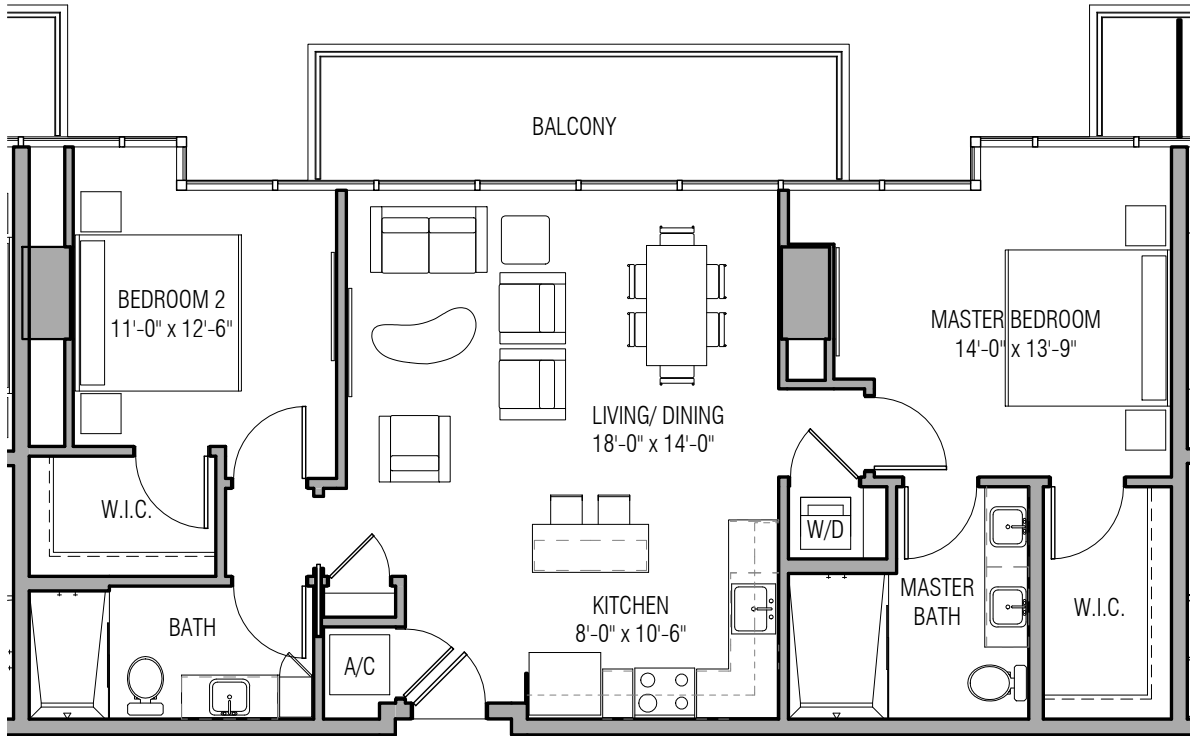 BALCONY
BEDROOM 2
11'-0" x 12'-6"
MASTER BEDROOM
14'-0" x 13'-9"
LIVING/ DINING
18'-0" x 14'-0"
W.I.C.
W/D
KITCHEN
8'-0" x 10'-6"
MASTER
BATH
W.I.C.
BATH
A/C